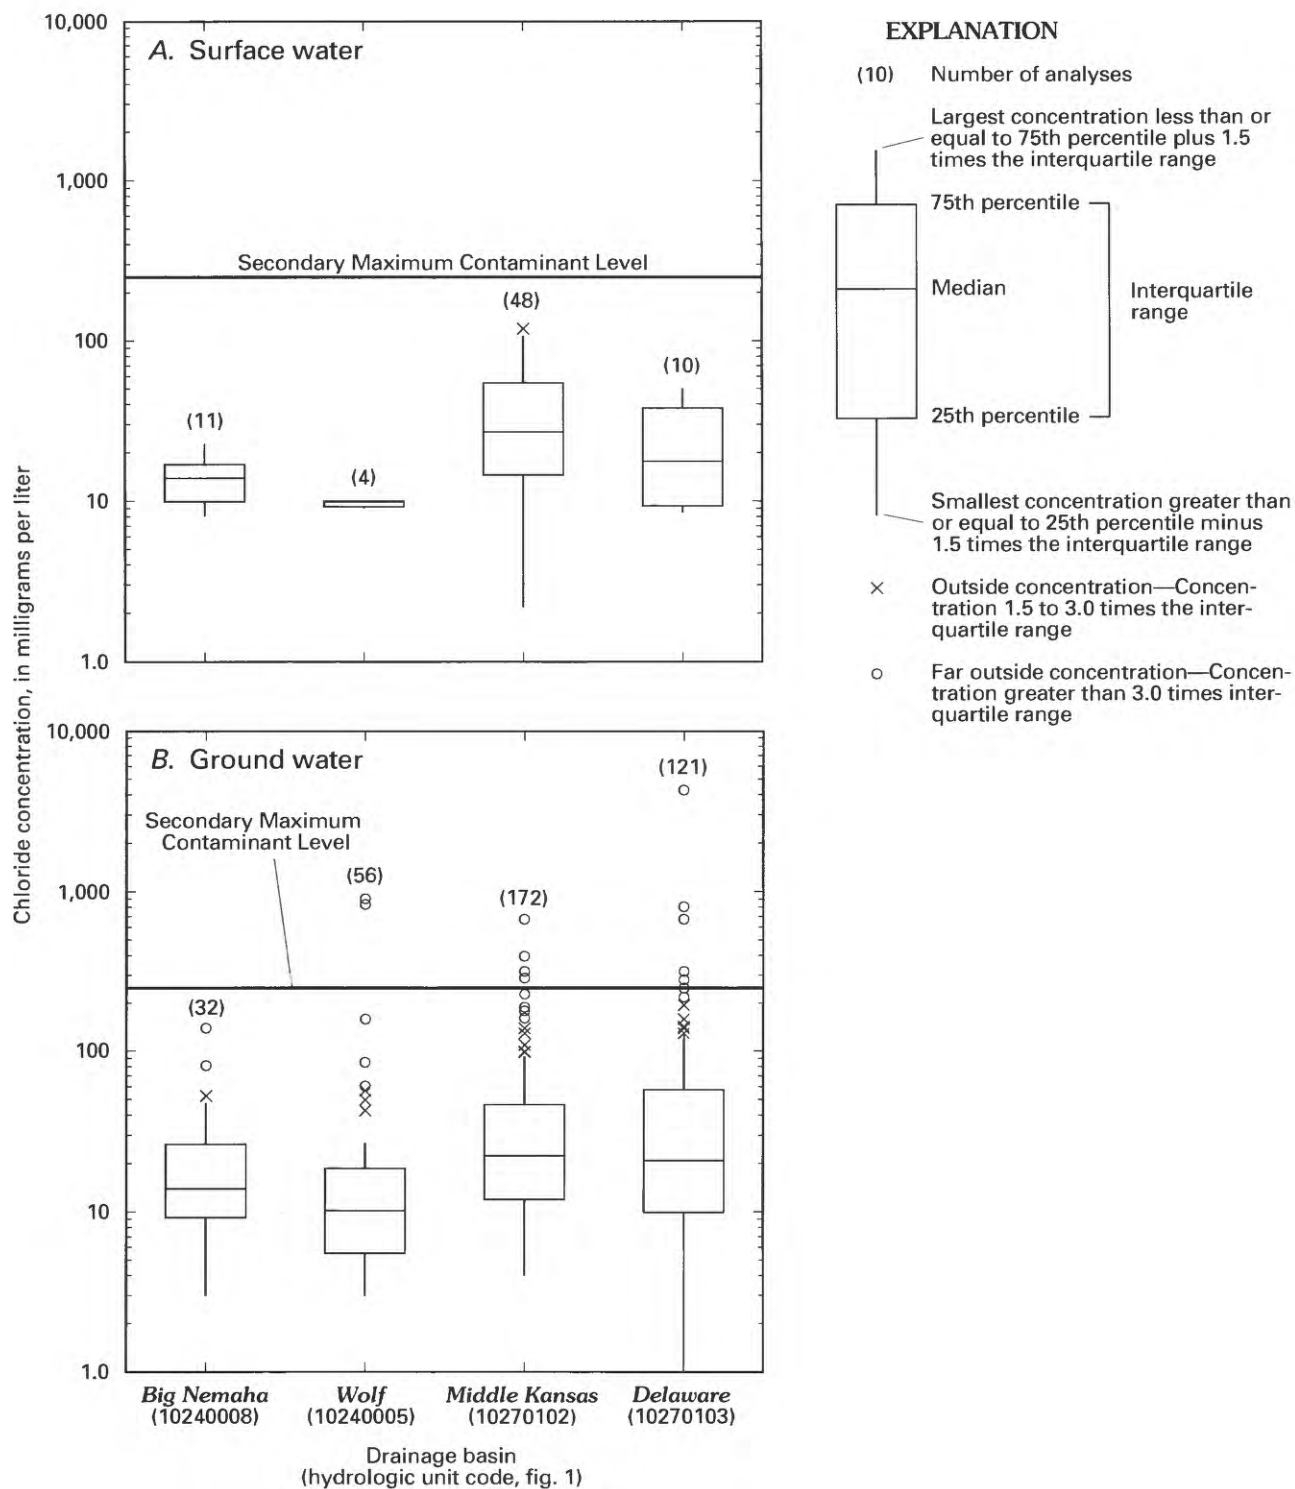 Chloride concentration, in milligrams per liter
A. Surface water
10,000
1,000
100
10
1.0
Secondary Maximum Contaminant Level
(11)
(4)
(48)
(10)
B. Ground water
10,000
1,000
100
10
1.0
Secondary Maximum
Contaminant Level
(32)
(56)
(172)
(121)
Big Nemaha
(10240008)
Wolf
(10240005)
Middle Kansas
(10270102)
Delaware
(10270103)
Drainage basin
(hydrologic unit code, fig. 1)
EXPLANATION
(10) Number of analyses
Largest concentration less than or
equal to 75th percentile plus 1.5
times the interquartile range
75th percentile
Median
Interquartile
range
25th percentile
Smallest concentration greater than
or equal to 25th percentile minus
1.5 times the interquartile range
× Outside concentration—Concen-
tration 1.5 to 3.0 times the inter-
quartile range
○ Far outside concentration—Concen-
tration greater than 3.0 times inter-
quartile range